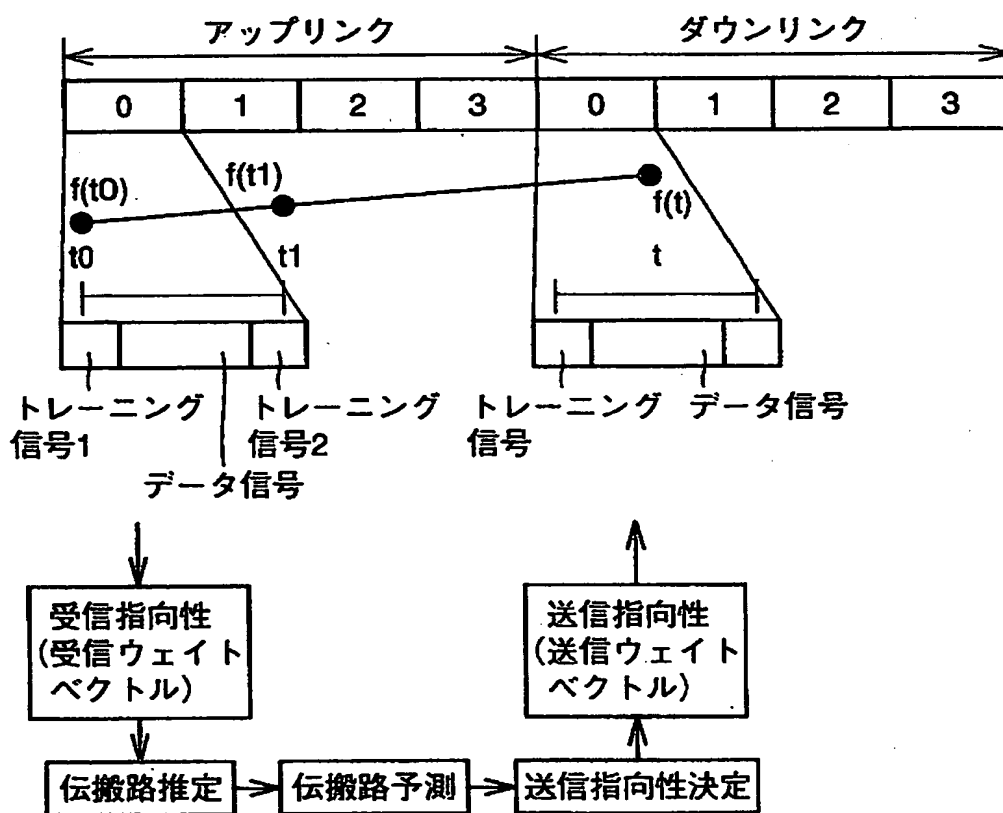 アップリンク
ダウンリンク
0 1 2 3 0 1 2 3
f(t0)
f(t1)
f(t)
t0
t1
t
トレーニング
信号1
トレーニング
信号2
データ信号
トレーニング
信号
データ信号
受信指向性
(受信ウェイト
ベクトル)
送信指向性
(送信ウェイト
ベクトル)
伝搬路推定
伝搬路予測
送信指向性決定